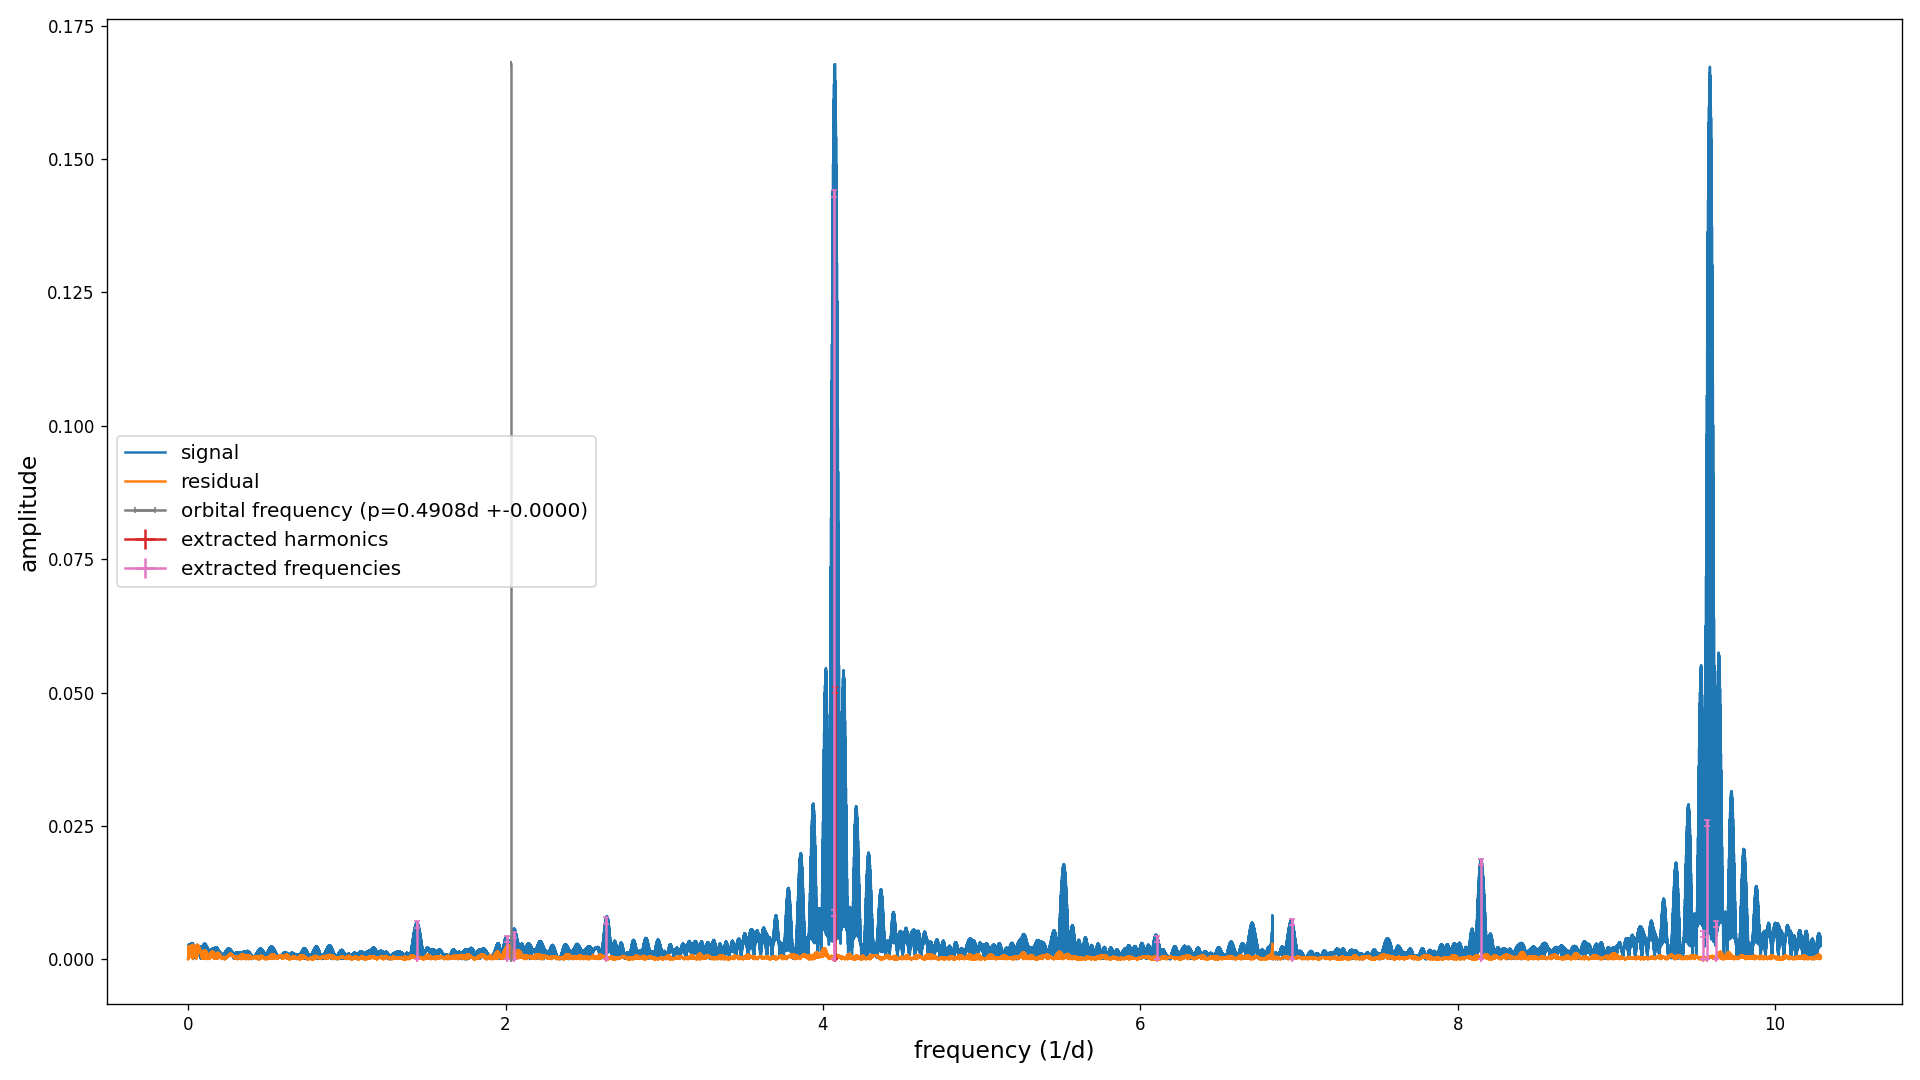 0.175
0.150
0.125
0.100
0.075
0.050
0.025
0.000
amplitude
signal
residual
orbital frequency (p=0.4908d +-0.0000)
extracted harmonics
extracted frequencies
0 2 4 6 8 10
frequency (1/d)